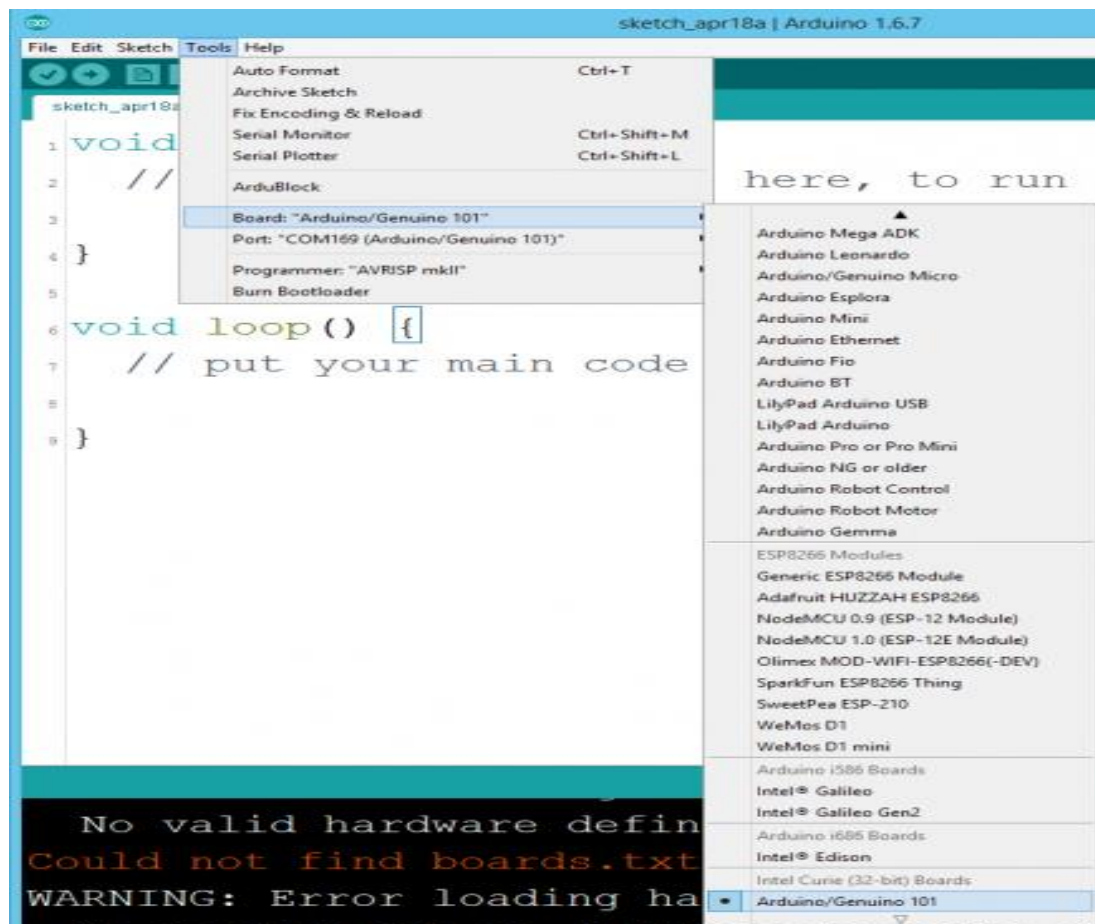 sketch_apr18a | Arduino 1.6.7
File Edit Sketch Tools Help
Auto Format Ctrl+T
Archive Sketch
Fix Encoding & Reload
Serial Monitor Ctrl+Shift+M
Serial Plotter Ctrl+Shift+L
ArduBlock
Board: "Arduino/Genuino 101"
Port: "COM169 (Arduino/Genuino 101)"
Programmer: "AVRISP mkII"
Burn Bootloader
sketch_apr18a
1 void
2 // here, to run
3
4 }
5
6 void loop() {
7 // put your main code
8
9 }
Arduino Mega ADK
Arduino Leonardo
Arduino/Genuino Micro
Arduino Esplora
Arduino Mini
Arduino Ethernet
Arduino Fio
Arduino BT
LilyPad Arduino USB
LilyPad Arduino
Arduino Pro or Pro Mini
Arduino NG or older
Arduino Robot Control
Arduino Robot Motor
Arduino Gemma
ESP8266 Modules
Generic ESP8266 Module
Adafruit HUZZAH ESP8266
NodeMCU 0.9 (ESP-12 Module)
NodeMCU 1.0 (ESP-12E Module)
Olimex MOD-WIFI-ESP8266(-DEV)
SparkFun ESP8266 Thing
SweetPea ESP-210
WeMos D1
WeMos D1 mini
Arduino i586 Boards
Intel® Galileo
Intel® Galileo Gen2
Arduino i686 Boards
Intel® Edison
Intel Curie (32-bit) Boards
Arduino/Genuino 101
No valid hardware defin
Could not find boards.txt
WARNING: Error loading ha